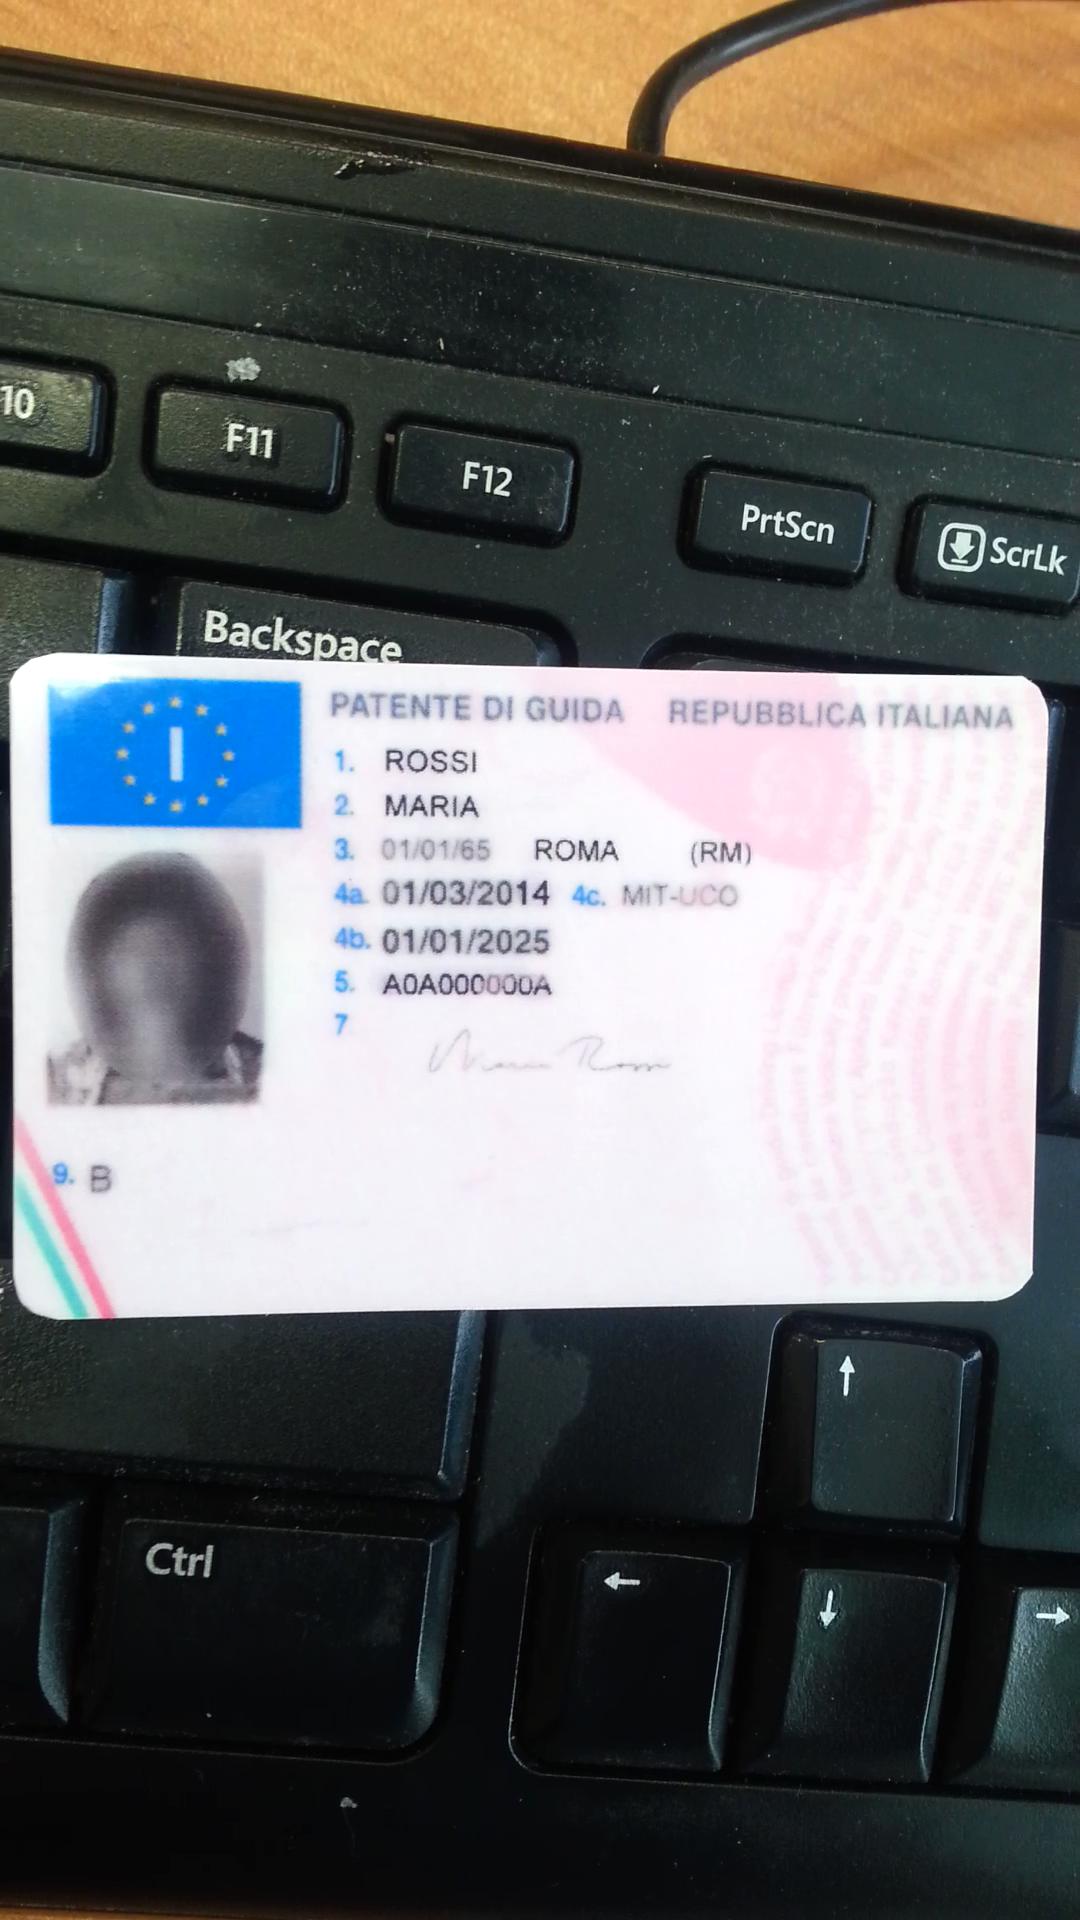 10
F11
F12
PrtScn
ScrLk
Backspace
I
PATENTE DI GUIDA REPUBBLICA ITALIANA
1. ROSSI
2. MARIA
3. 01/01/65 ROMA (RM)
4a. 01/03/2014 4c. MIT-UCO
4b. 01/01/2025
5. A0A000000A
7
Maria Rossi
9. B
Ctrl